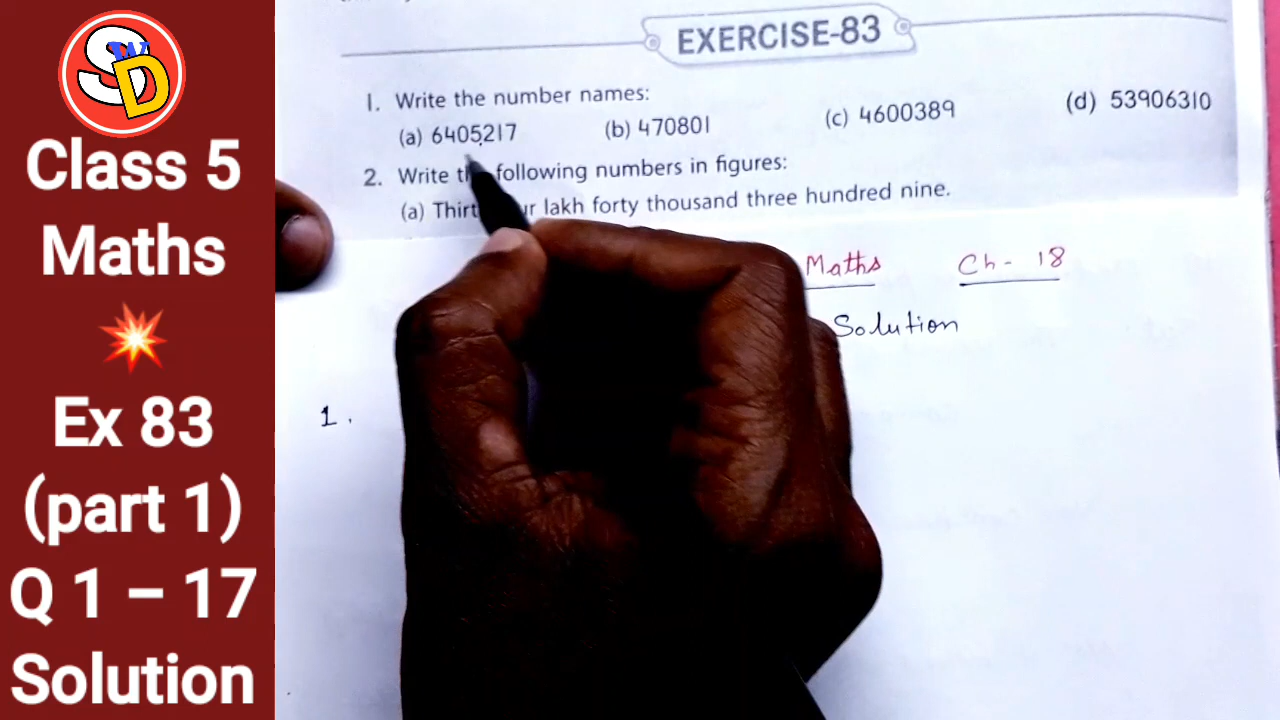 SWD
Class 5
Maths
Ex 83
(part 1)
Q 1 – 17
Solution
EXERCISE-83
1. Write the number names:
(a) 6405217 (b) 470801 (c) 4600389 (d) 53906310
2. Write following numbers in figures:
(a) lakh forty thousand three hundred nine.
Maths Ch - 18
Solution
1.